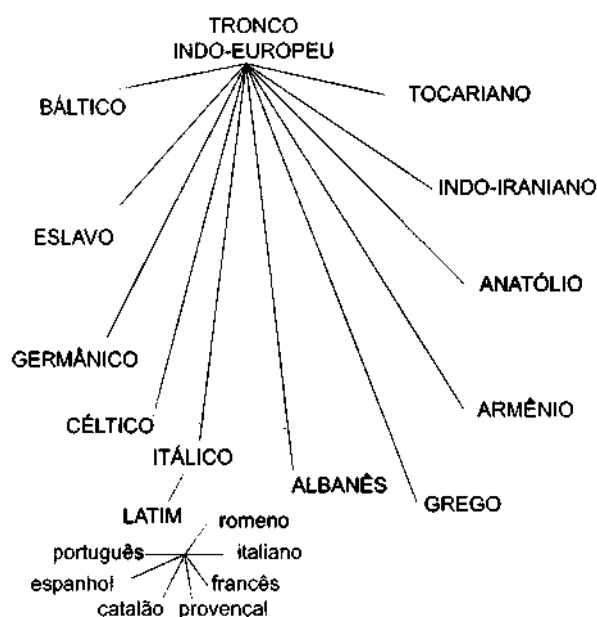 TRONCO
INDO-EUROPEU
BÁLTICO
TOCARIANO
INDO-IRANIANO
ESLAVO
ANATÓLIO
GERMÂNICO
ARMÊNIO
CÉLTICO
ITÁLICO
ALBANÊS
GREGO
LATIM
romeno
português
italiano
espanhol
francês
catalão
provençal